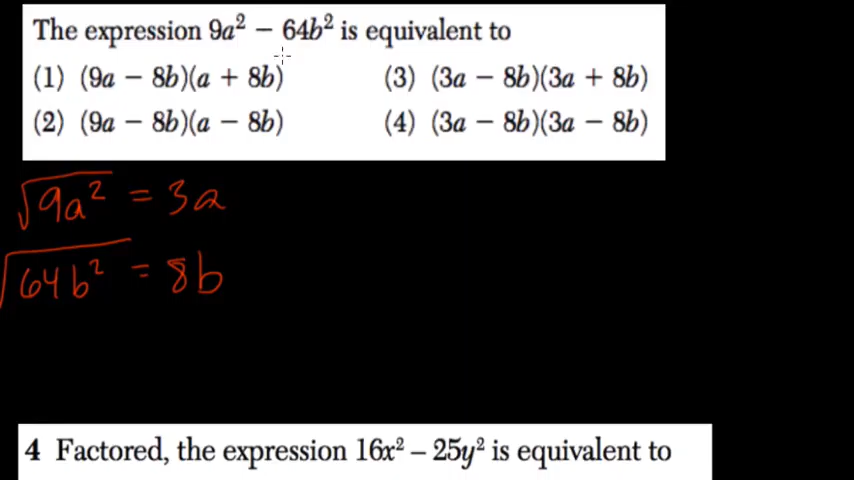 The expression 9a² − 64b² is equivalent to
(1) (9a − 8b)(a + 8b) (3) (3a − 8b)(3a + 8b)
(2) (9a − 8b)(a − 8b) (4) (3a − 8b)(3a − 8b)
√9a² = 3a
√64b² = 8b
4 Factored, the expression 16x² – 25y² is equivalent to